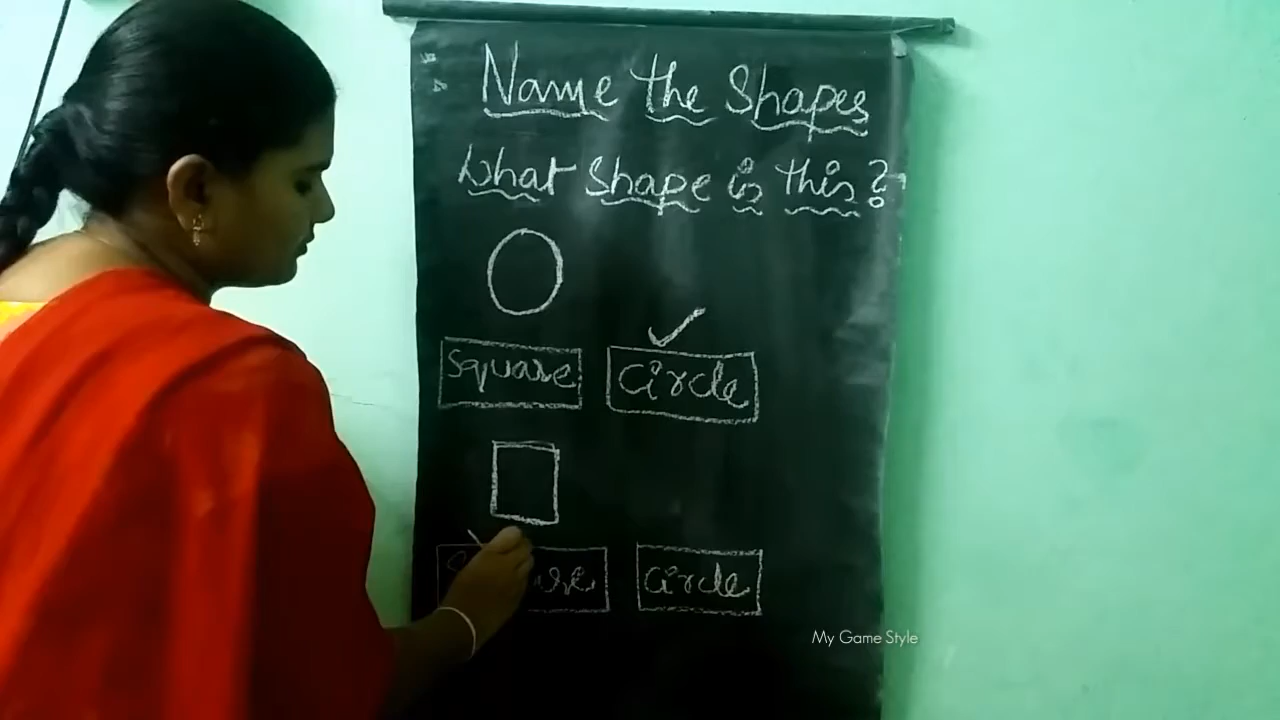 Name the Shapes
What shape is this?
Square Circle
Circle
My Game Style